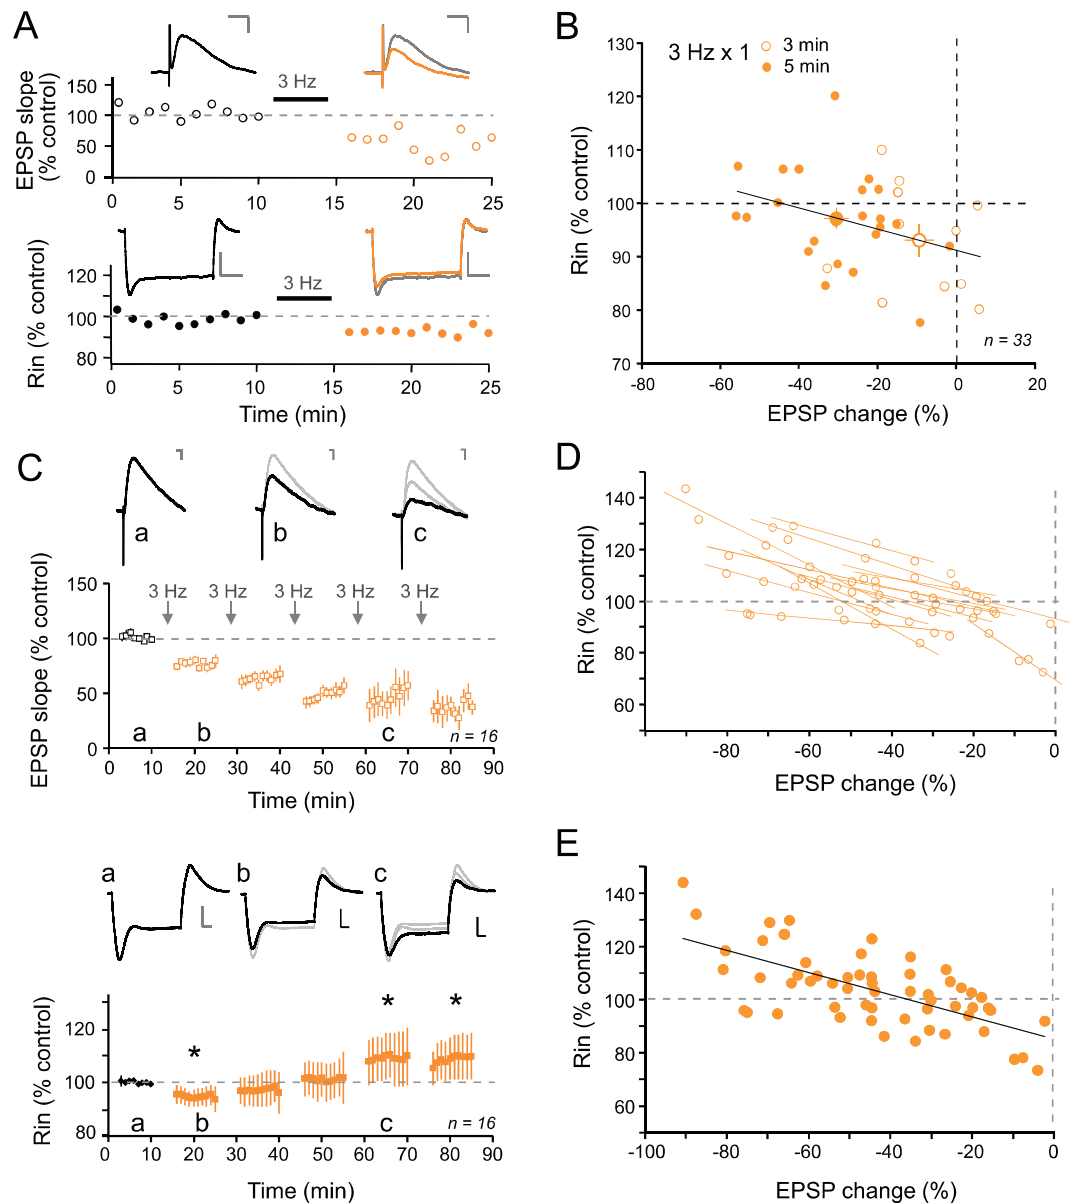 A
EPSP slope
(% control)
150
100
50
0
3 Hz
0 5 10 15 20 25
Rin (% control)
120
100
80
3 Hz
0 5 10 15 20 25
Time (min)
B
3 Hz x 1
3 min
5 min
Rin (% control)
130
120
110
100
90
80
70
n = 33
-80 -60 -40 -20 0 20
EPSP change (%)
C
a b c
EPSP slope (% control)
150
100
50
0
3 Hz 3 Hz 3 Hz 3 Hz 3 Hz
a b c n = 16
0 10 20 30 40 50 60 70 80 90
Time (min)
a b c
Rin (% control)
120
100
80
* * *
a b c n = 16
0 10 20 30 40 50 60 70 80 90
Time (min)
D
Rin (% control)
140
120
100
80
60
-80 -60 -40 -20 0
EPSP change (%)
E
Rin (% control)
140
120
100
80
60
-100 -80 -60 -40 -20 0
EPSP change (%)